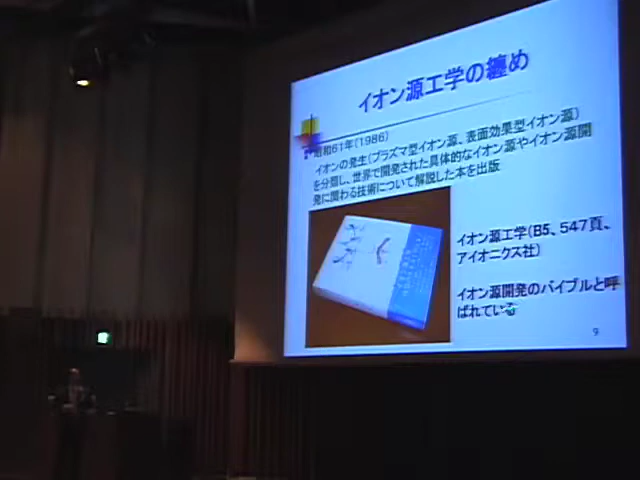 イオン源工学の纏め
昭和61年(1986)
イオンの発生(プラズマ型イオン源、表面効果型イオン源)
を分類し、世界で開発された具体的なイオン源やイオン源開
発に関わる技術について解説した本を出版
イオン源工学(B5、547頁、
アイオニクス社)
イオン源開発のバイブルと呼
ばれている
9